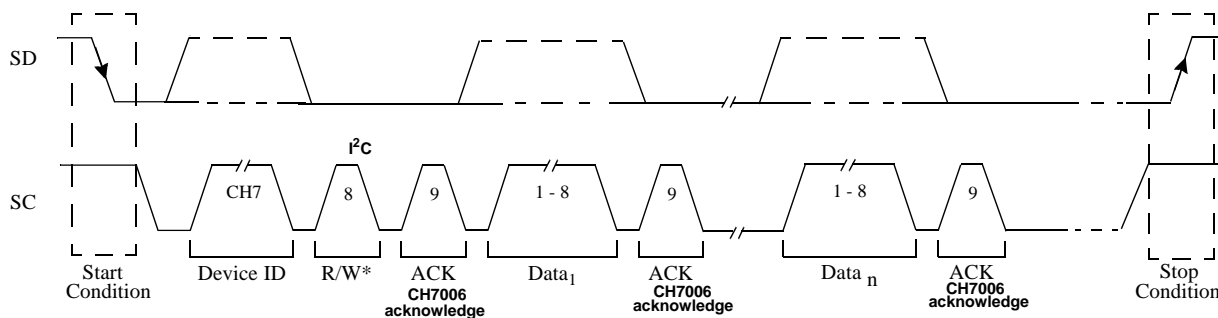 SD
I²C
SC
CH7
8
9
1 - 8
9
1 - 8
9
Start
Condition
Device ID
R/W*
ACK
CH7006
acknowledge
Data1
ACK
CH7006
acknowledge
Data n
ACK
CH7006
acknowledge
Stop
Condition